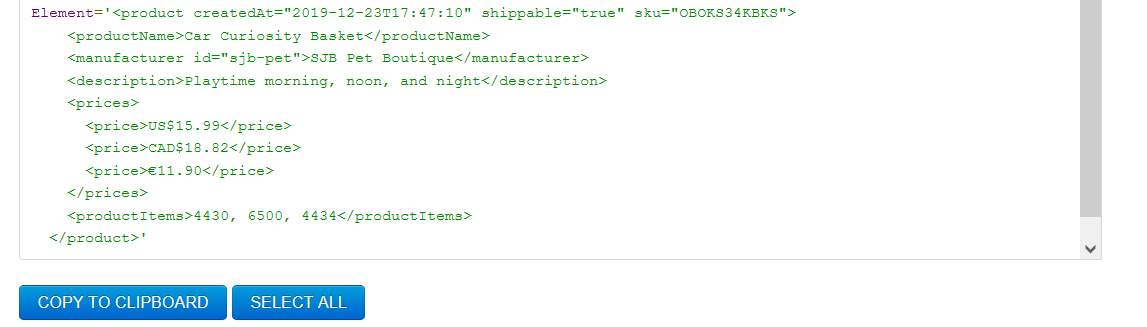 Element='<product createdAt="2019-12-23T17:47:10" shippable="true" sku="OBOKS34KBKS">
<productName>Car Curiosity Basket</productName>
<manufacturer id="sjb-pet">SJB Pet Boutique</manufacturer>
<description>Playtime morning, noon, and night</description>
<prices>
<price>US$15.99</price>
<price>CAD$18.82</price>
<price>€11.90</price>
</prices>
<productItems>4430, 6500, 4434</productItems>
</product>'
COPY TO CLIPBOARD SELECT ALL